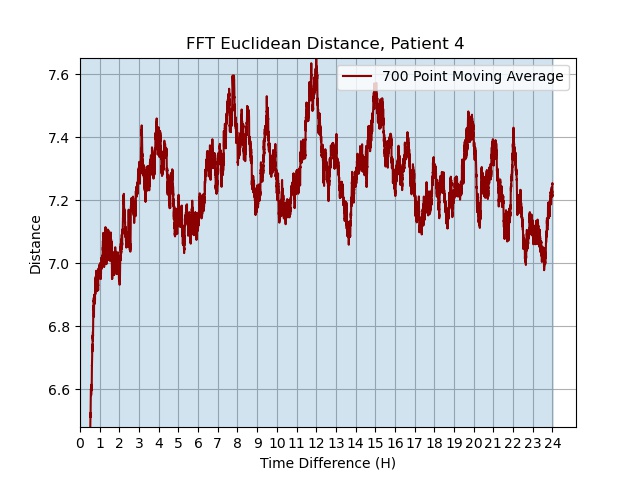 FFT Euclidean Distance, Patient 4
700 Point Moving Average
7.6
7.4
7.2
7.0
6.8
6.6
Distance
0 1 2 3 4 5 6 7 8 9 10 11 12 13 14 15 16 17 18 19 20 21 22 23 24
Time Difference (H)